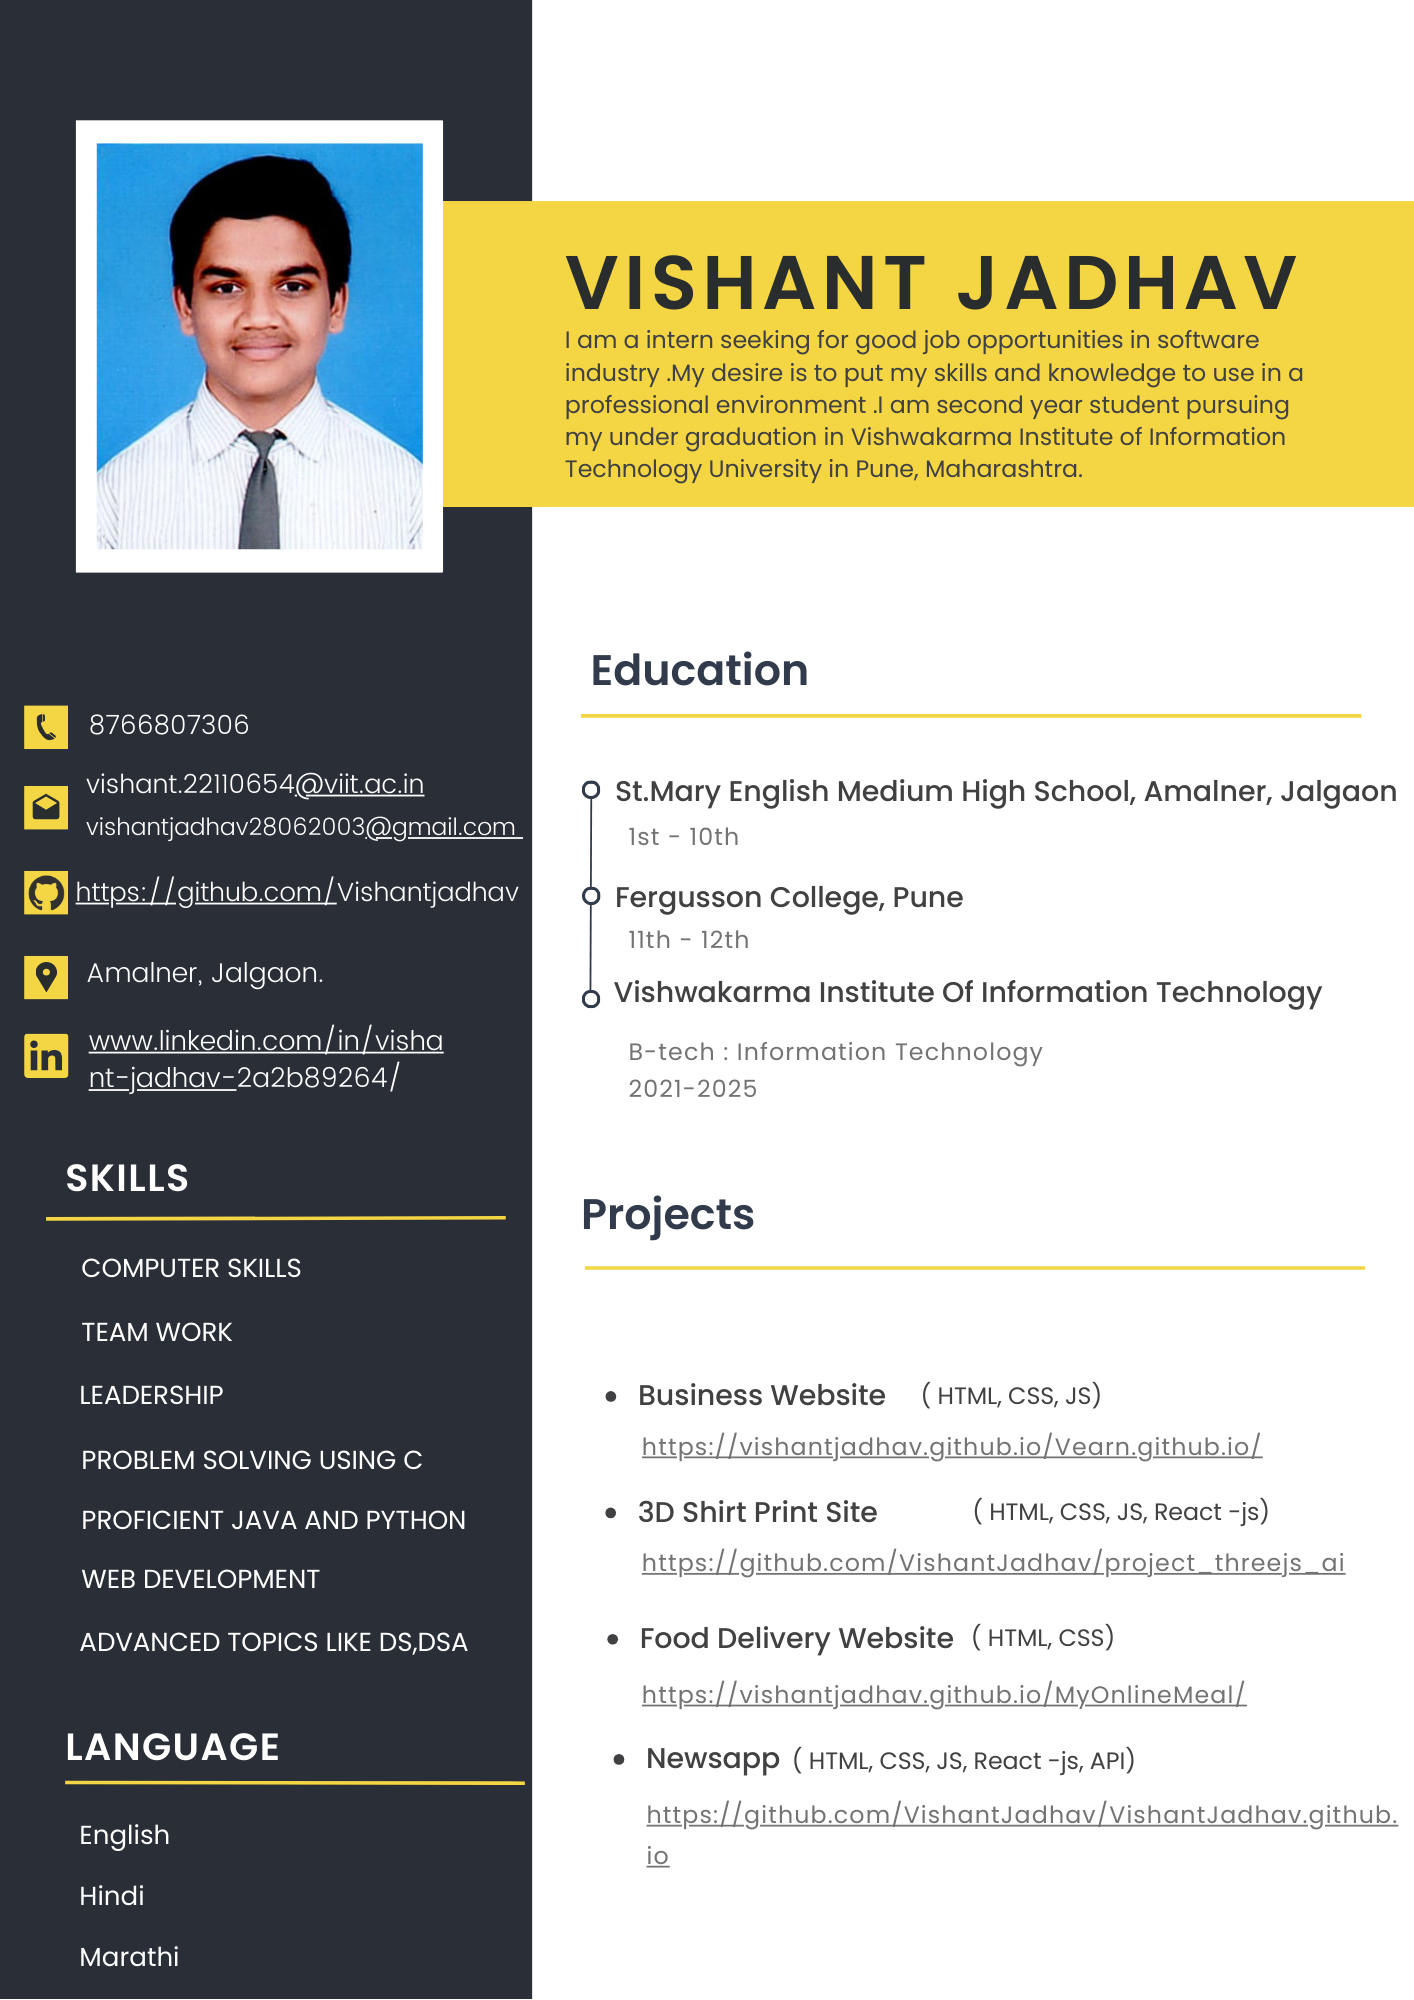 VISHANT JADHAV
I am a intern seeking for good job opportunities in software
industry .My desire is to put my skills and knowledge to use in a
professional environment .I am second year student pursuing
my under graduation in Vishwakarma Institute of Information
Technology University in Pune, Maharashtra.
8766807306
vishant.22110654@viit.ac.in
vishantjadhav28062003@gmail.com
https://github.com/Vishantjadhav
Amalner, Jalgaon.
in
www.linkedin.com/in/visha
nt-jadhav-2a2b89264/
SKILLS
COMPUTER SKILLS
TEAM WORK
LEADERSHIP
PROBLEM SOLVING USING C
PROFICIENT JAVA AND PYTHON
WEB DEVELOPMENT
ADVANCED TOPICS LIKE DS,DSA
LANGUAGE
English
Hindi
Marathi
Education
St.Mary English Medium High School, Amalner, Jalgaon
1st - 10th
Fergusson College, Pune
11th - 12th
Vishwakarma Institute Of Information Technology
B-tech : Information Technology
2021-2025
Projects
Business Website ( HTML, CSS, JS)
https://vishantjadhav.github.io/Vearn.github.io/
3D Shirt Print Site ( HTML, CSS, JS, React -js)
https://github.com/VishantJadhav/project_threejs_ai
Food Delivery Website ( HTML, CSS)
https://vishantjadhav.github.io/MyOnlineMeal/
Newsapp ( HTML, CSS, JS, React -js, API)
https://github.com/VishantJadhav/VishantJadhav.github.
io